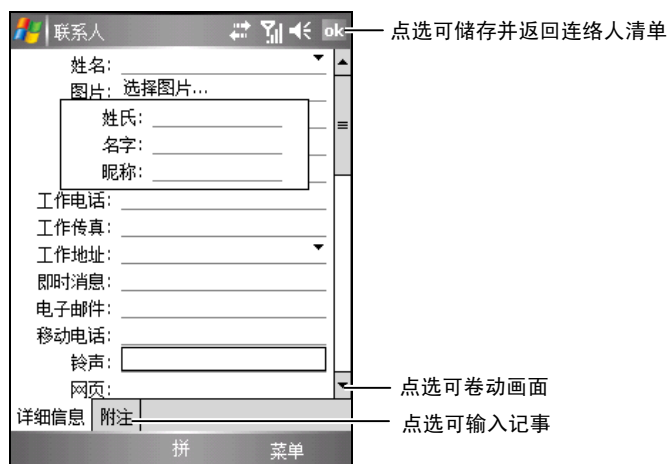 联系人 ok
点选可储存并返回连络人清单
姓名:
图片: 选择图片...
姓氏:
名字:
昵称:
工作电话:
工作传真:
工作地址:
即时消息:
电子邮件:
移动电话:
铃声:
网页:
点选可卷动画面
详细信息 附注
点选可输入记事
拼 菜单